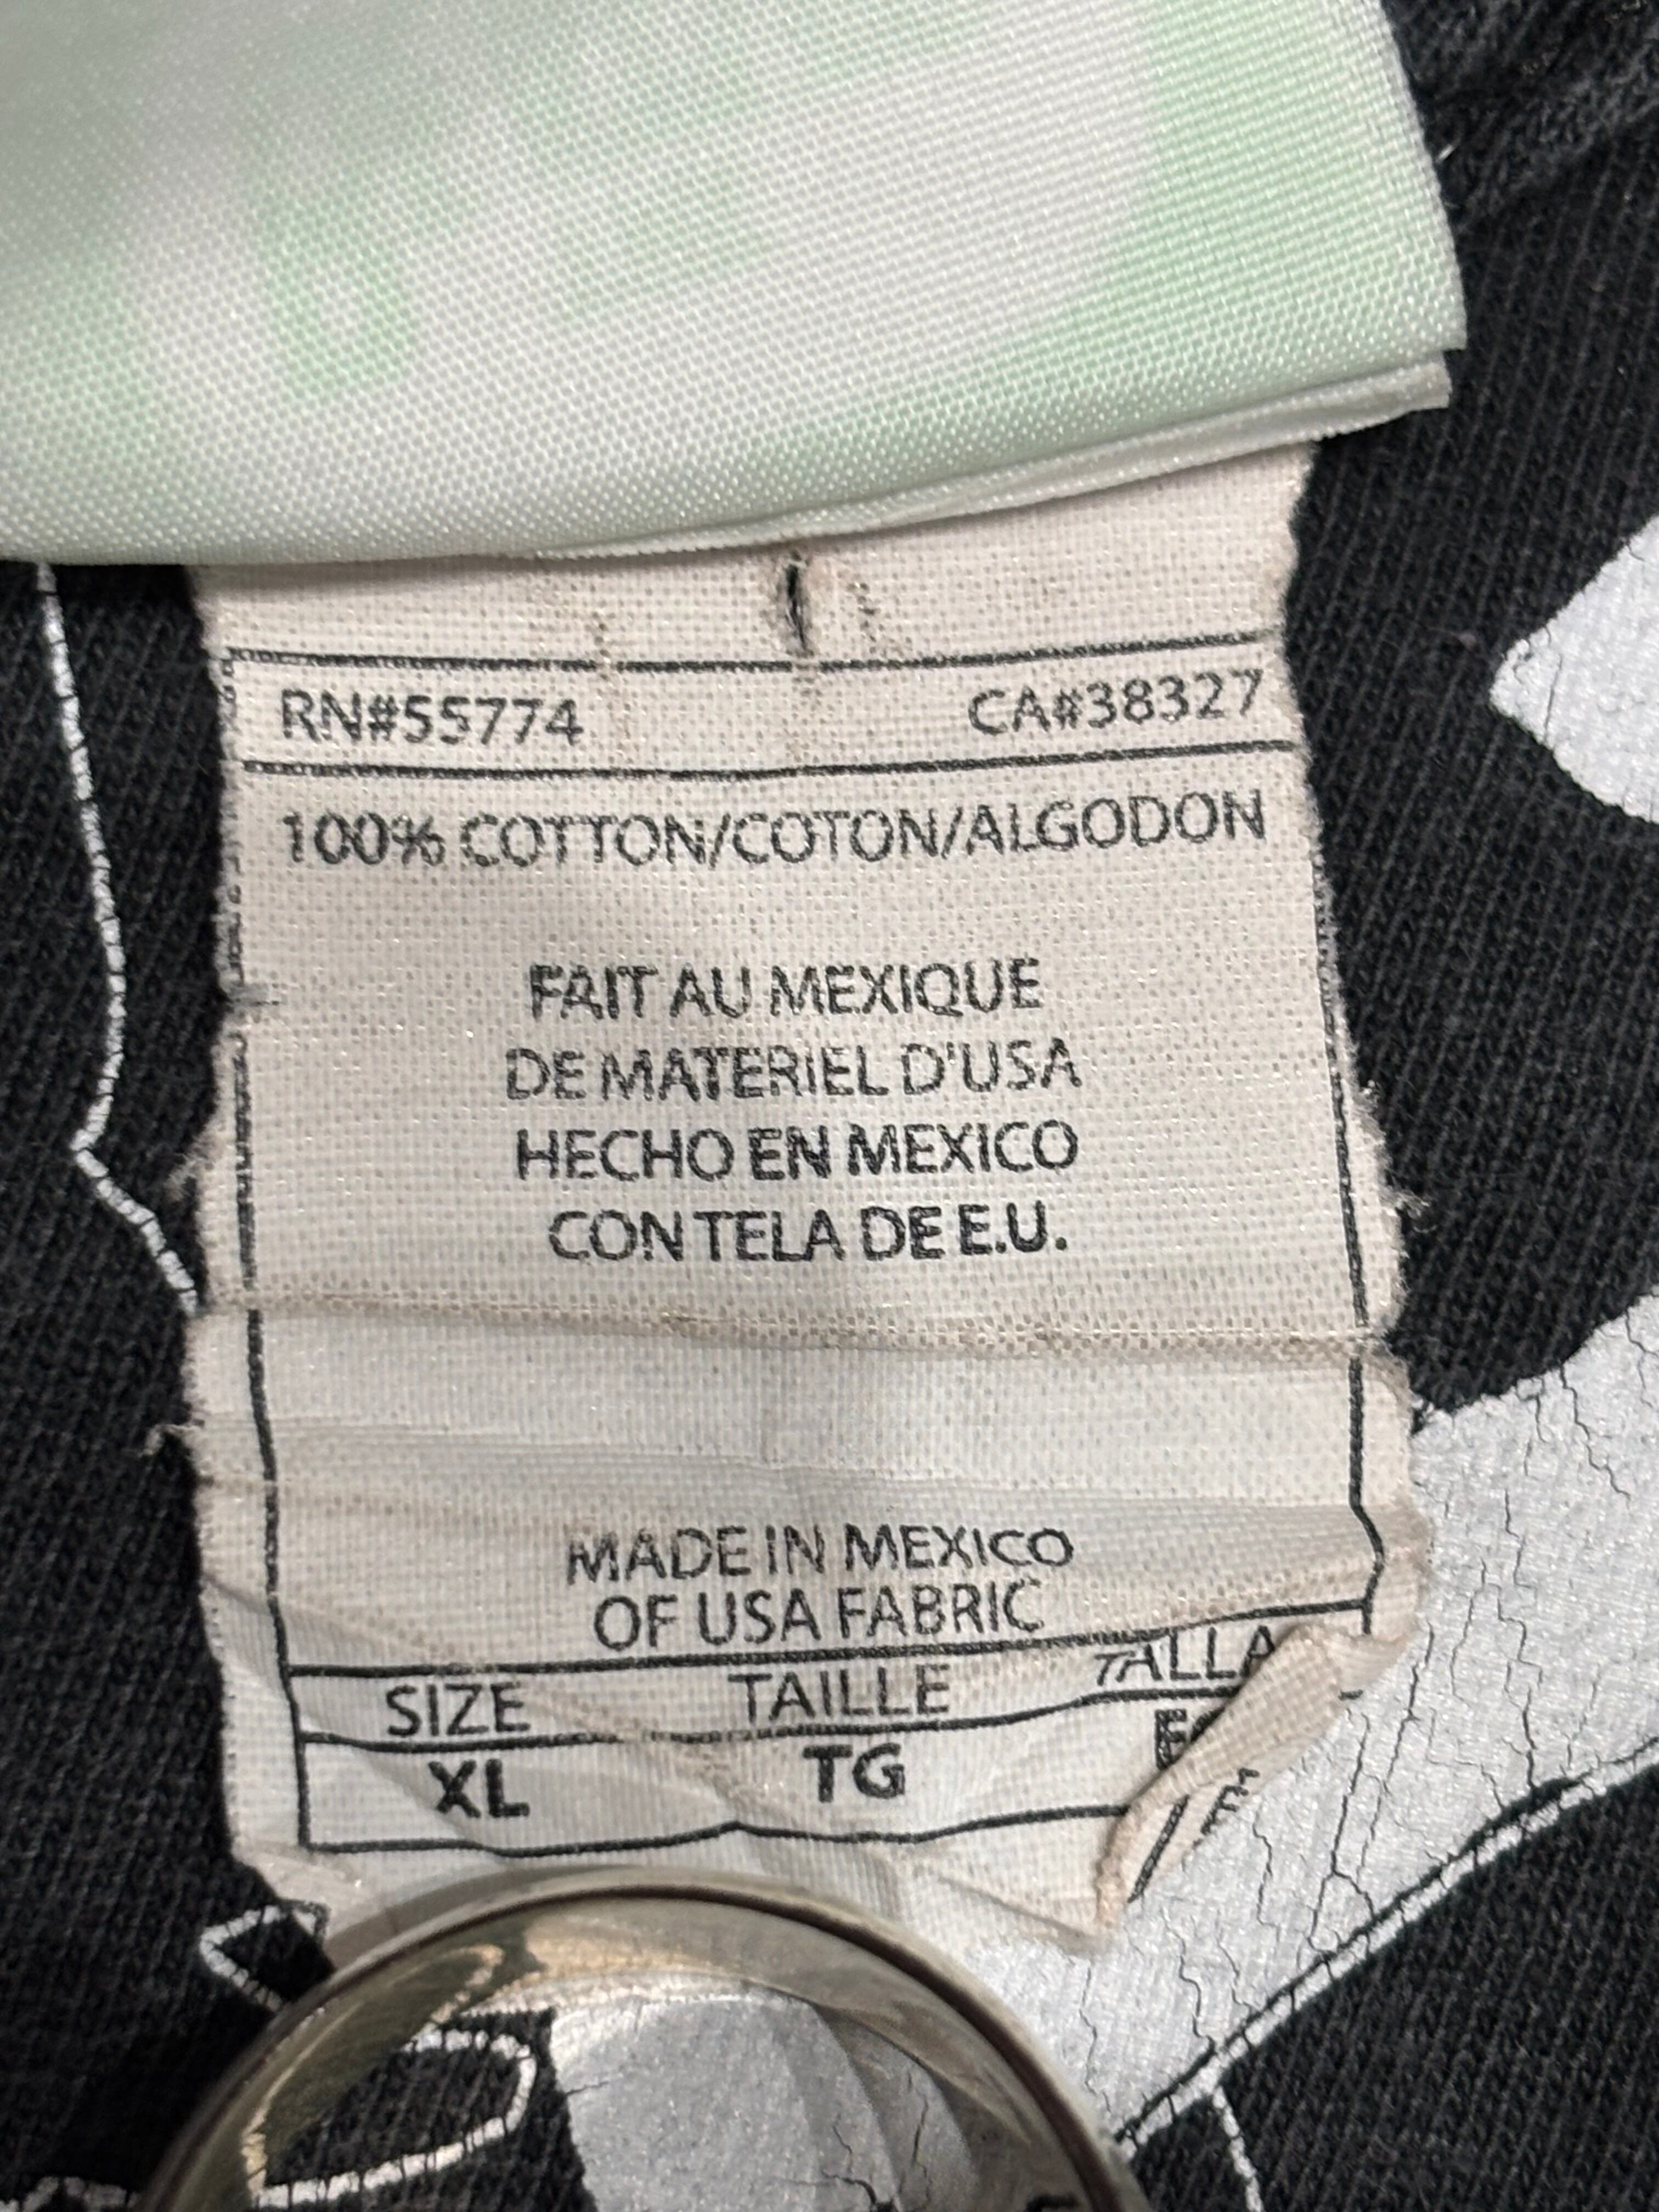 RN#55774 CA#38327
100% COTTON/COTON/ALGODON
FAIT AU MEXIQUE
DE MATERIEL D'USA
HECHO EN MEXICO
CON TELA DE E.U.
MADE IN MEXICO
OF USA FABRIC
SIZE TAILLE TALLA
XL TG